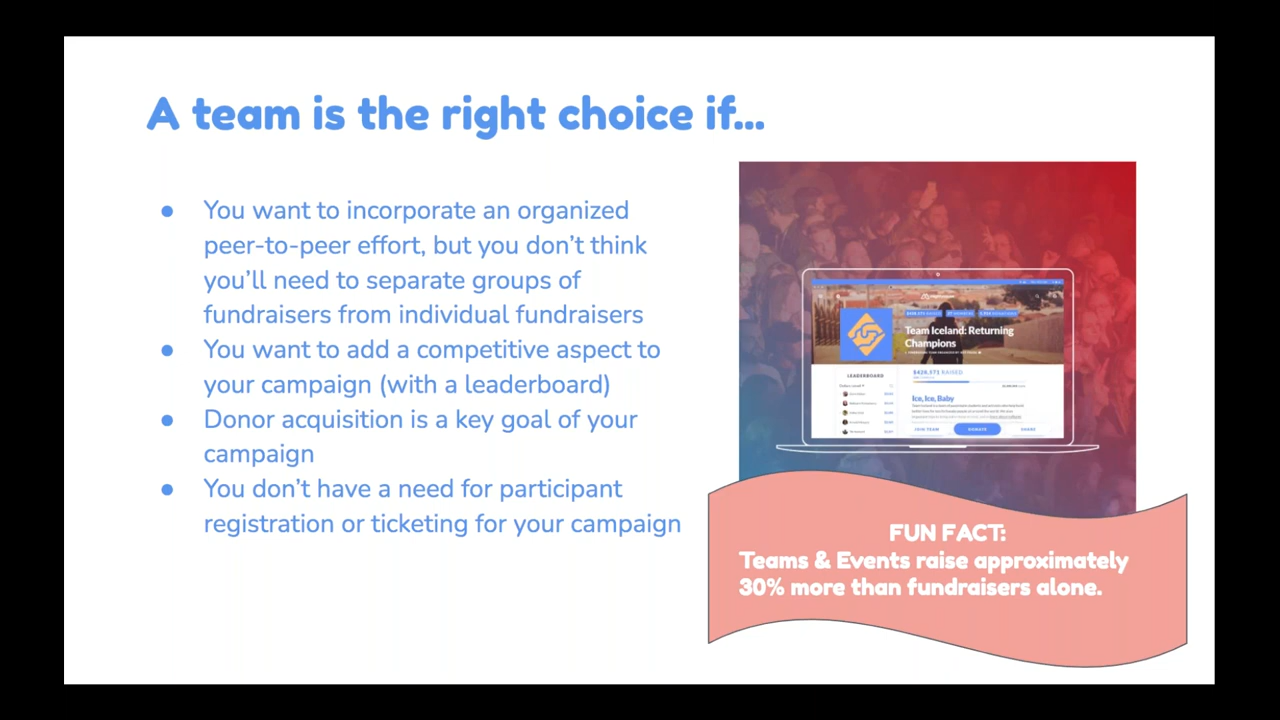 A team is the right choice if...
● You want to incorporate an organized
peer-to-peer effort, but you don't think
you'll need to separate groups of
fundraisers from individual fundraisers
● You want to add a competitive aspect to
your campaign (with a leaderboard)
● Donor acquisition is a key goal of your
campaign
● You don't have a need for participant
registration or ticketing for your campaign
Team Iceland: Returning
Champions
LEADERBOARD
RAISED
Ice, Ice, Baby
JOIN TEAM
DONATE
SHARE
FUN FACT:
Teams & Events raise approximately
30% more than fundraisers alone.